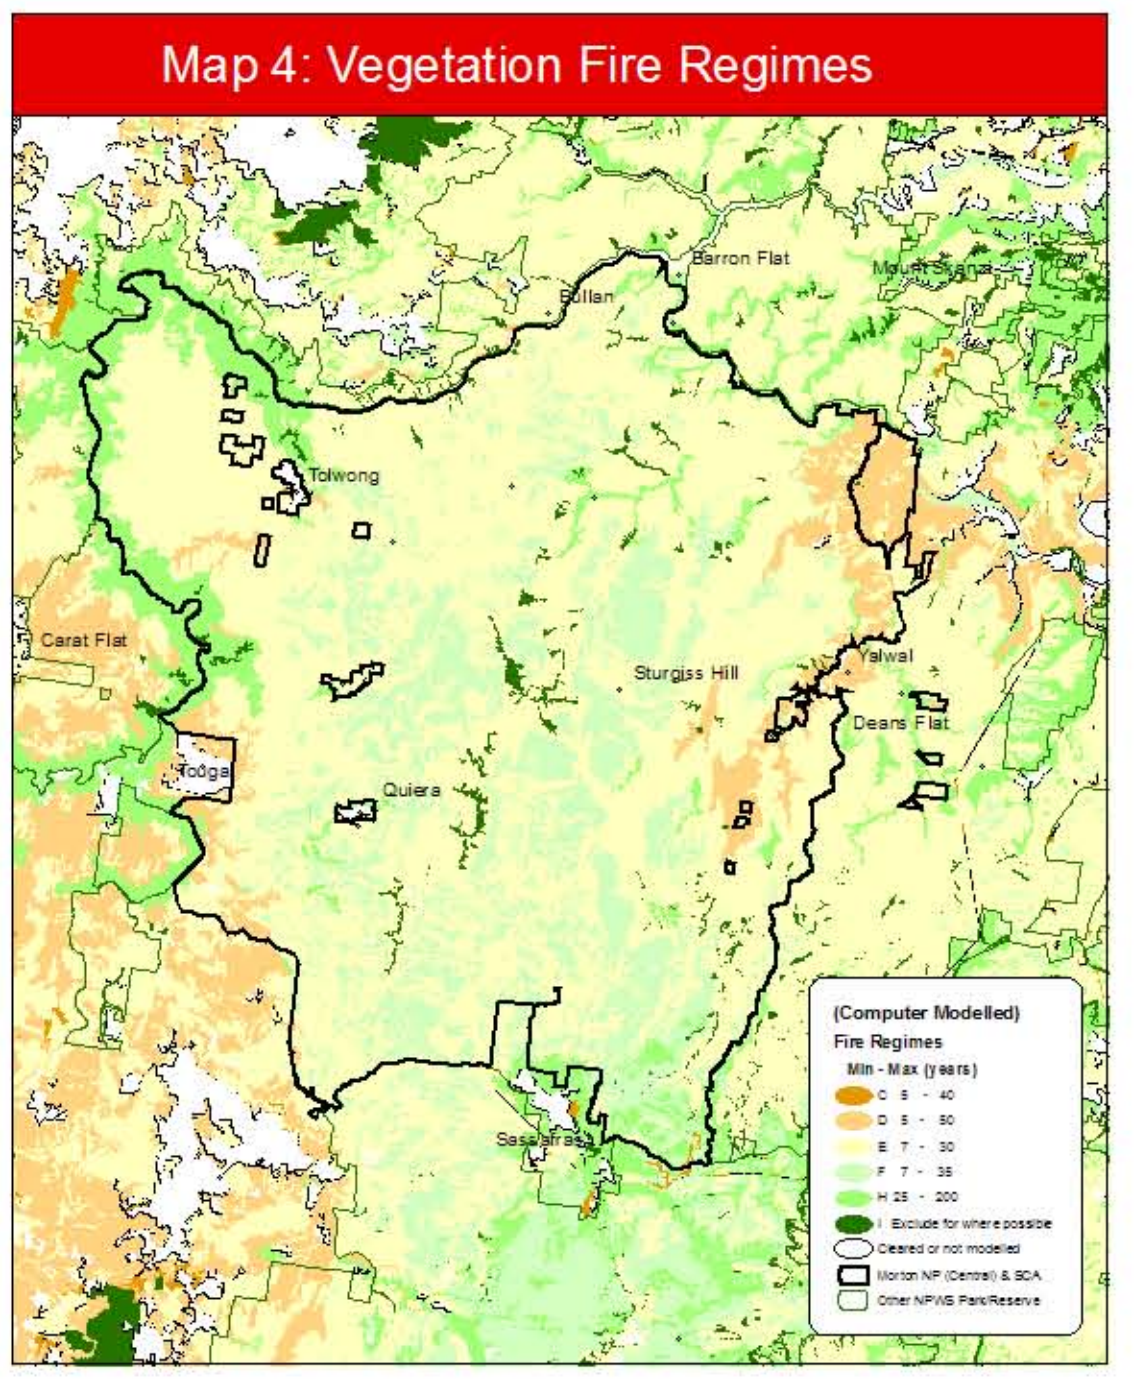 Map 4: Vegetation Fire Regimes
Barron Flat
Mount Skanzi
Bullan
Tolwong
Carat Flat
Yalwal
Sturgiss Hill
Deans Flat
Touga
Quiera
Sassafras
(Computer Modelled)
Fire Regimes
Min - Max (years)
C 5 - 40
D 5 - 50
E 7 - 30
F 7 - 35
H 25 - 200
I Exclude for where possible
Cleared or not modelled
Morton NP (Central) & SCA
Other NPWS Park/Reserve